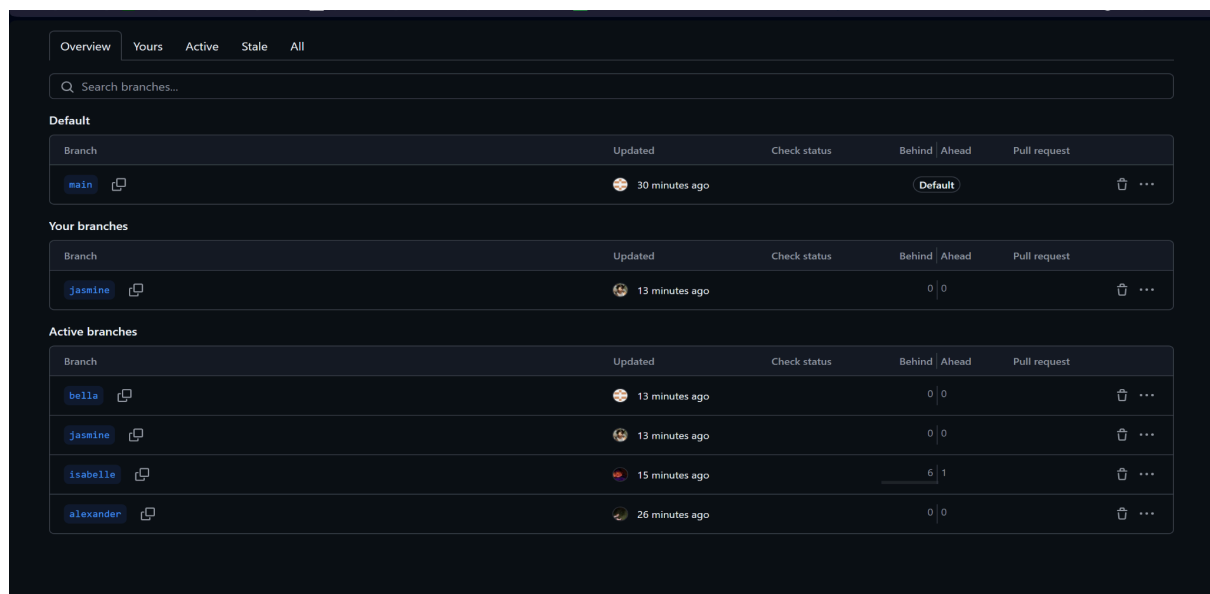 Overview Yours Active Stale All
Search branches...
Default
Branch Updated Check status Behind Ahead Pull request
main 30 minutes ago Default
Your branches
Branch Updated Check status Behind Ahead Pull request
jasmine 13 minutes ago 0 0
Active branches
Branch Updated Check status Behind Ahead Pull request
bella 13 minutes ago 0 0
jasmine 13 minutes ago 0 0
isabelle 15 minutes ago 6 1
alexander 26 minutes ago 0 0